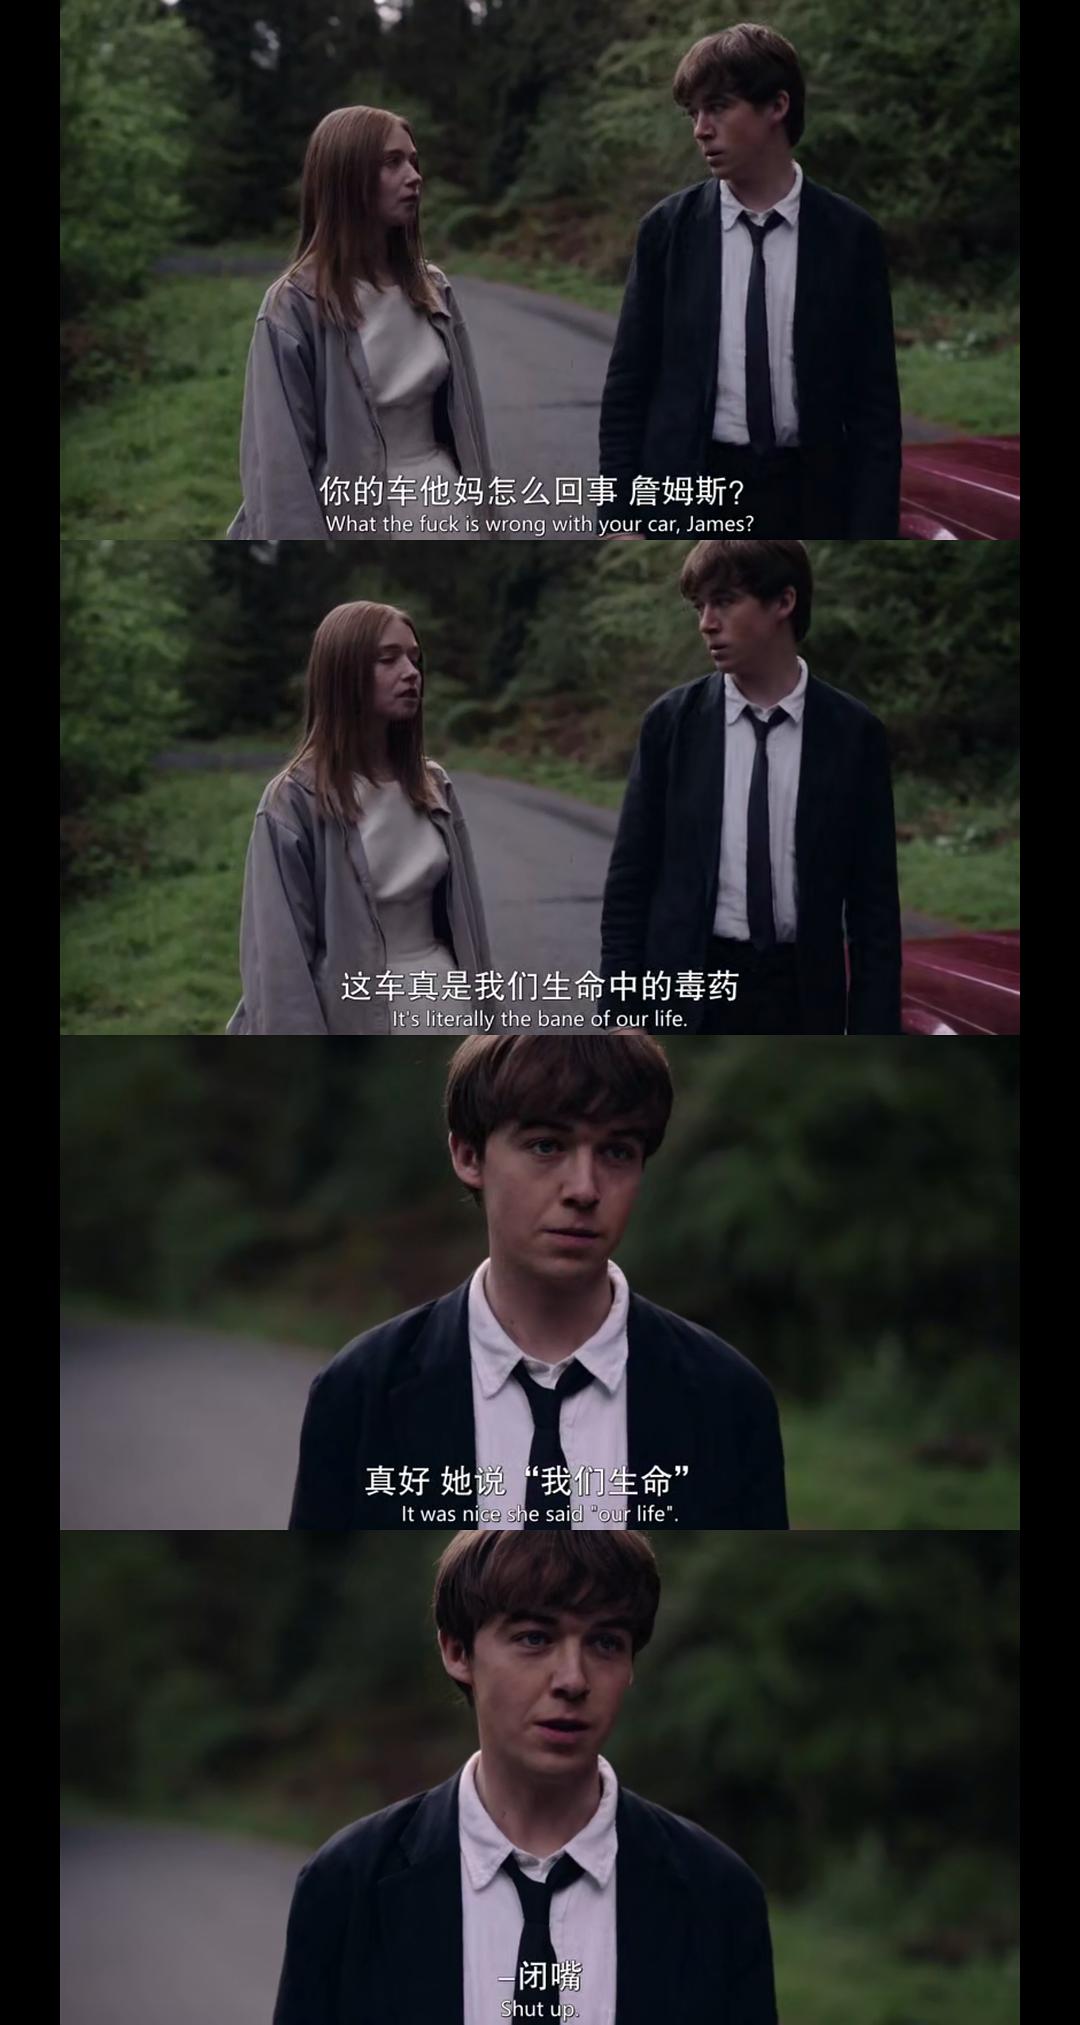 你的车他妈怎么回事 詹姆斯?
What the fuck is wrong with your car, James?
这车真是我们生命中的毒药
It's literally the bane of our life.
真好 她说“我们生命”
It was nice she said "our life".
–闭嘴
Shut up.